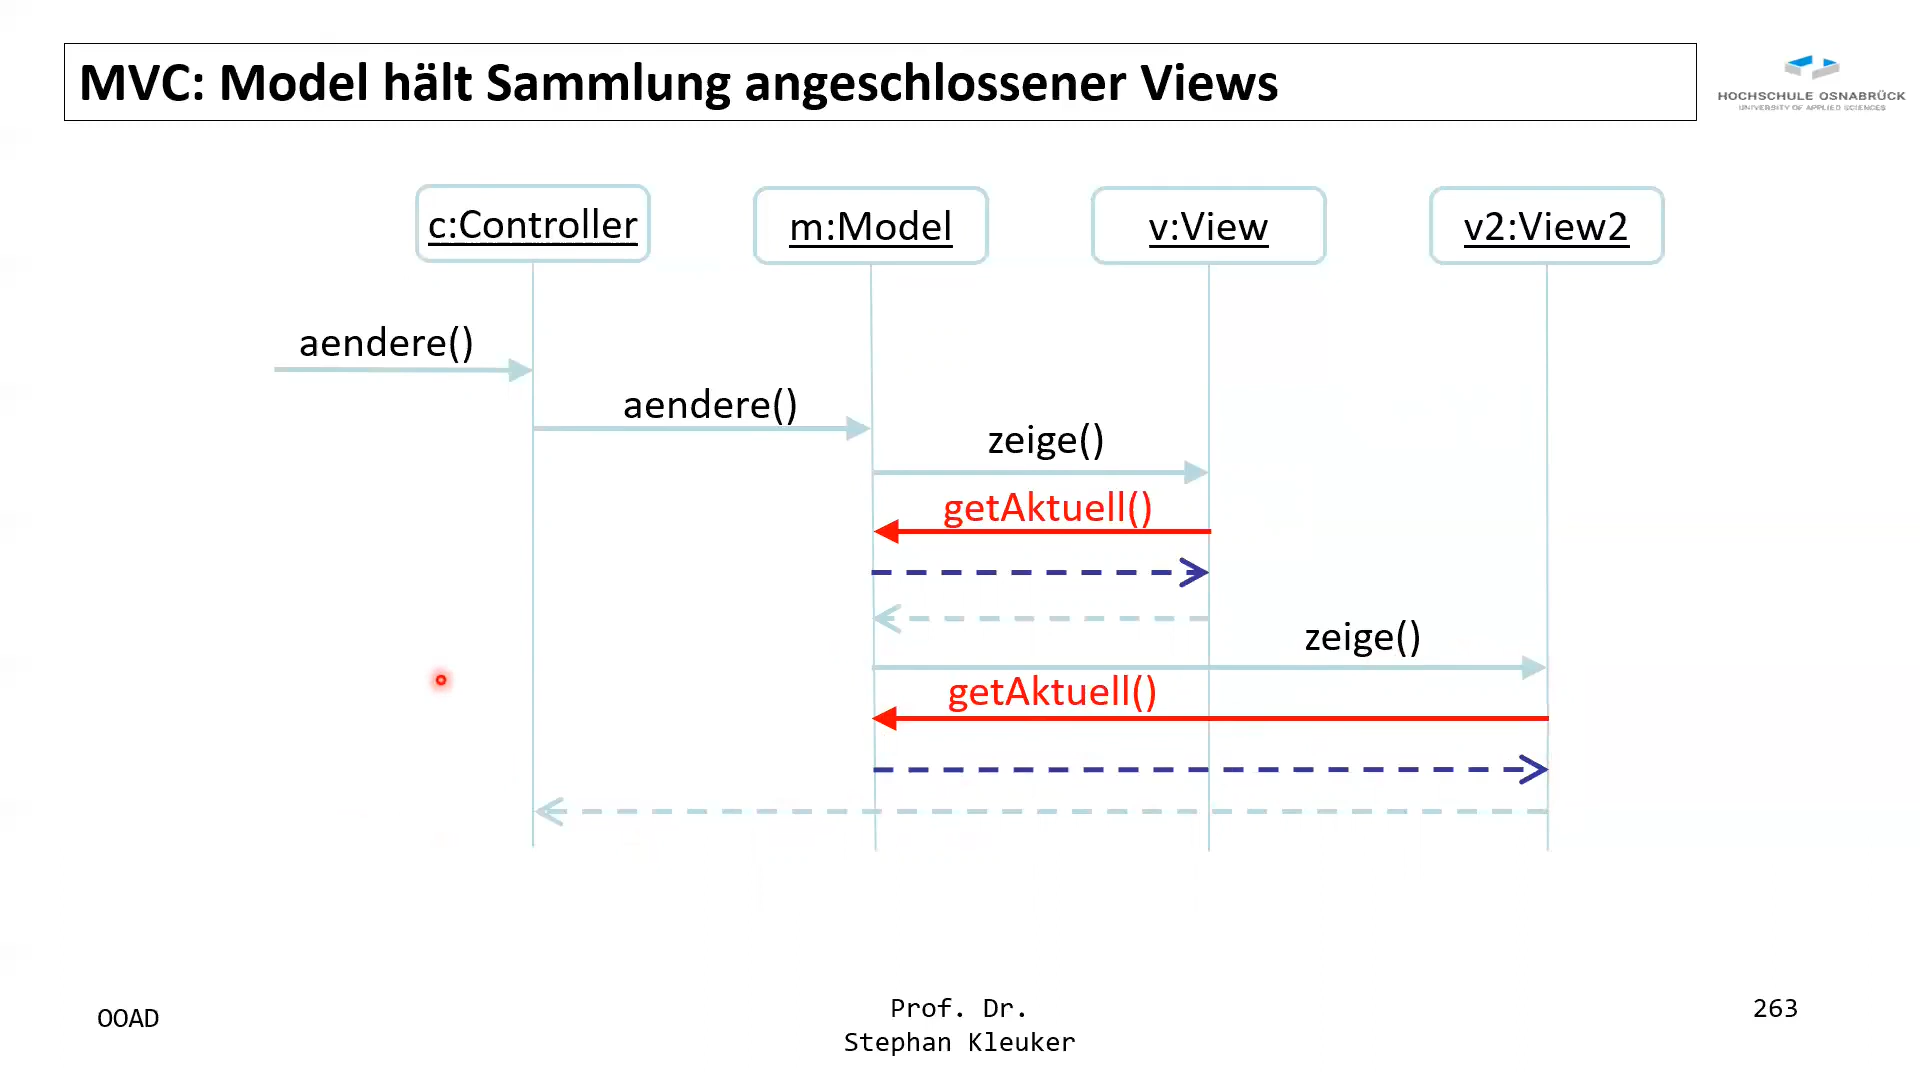 MVC: Model hält Sammlung angeschlossener Views
HOCHSCHULE OSNABRÜCK
UNIVERSITY OF APPLIED SCIENCES
c:Controller
m:Model
v:View
v2:View2
aendere()
aendere()
zeige()
getAktuell()
zeige()
getAktuell()
OOAD
Prof. Dr.
Stephan Kleuker
263